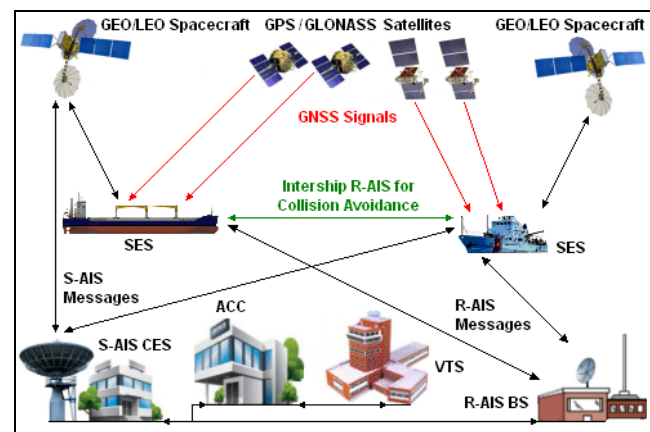 GEO/LEO Spacecraft
GPS / GLONASS Satellites
GEO/LEO Spacecraft
GNSS Signals
Intership R-AIS for
Collision Avoidance
SES
SES
S-AIS
Messages
R-AIS
Messages
ACC
S-AIS CES
VTS
R-AIS BS